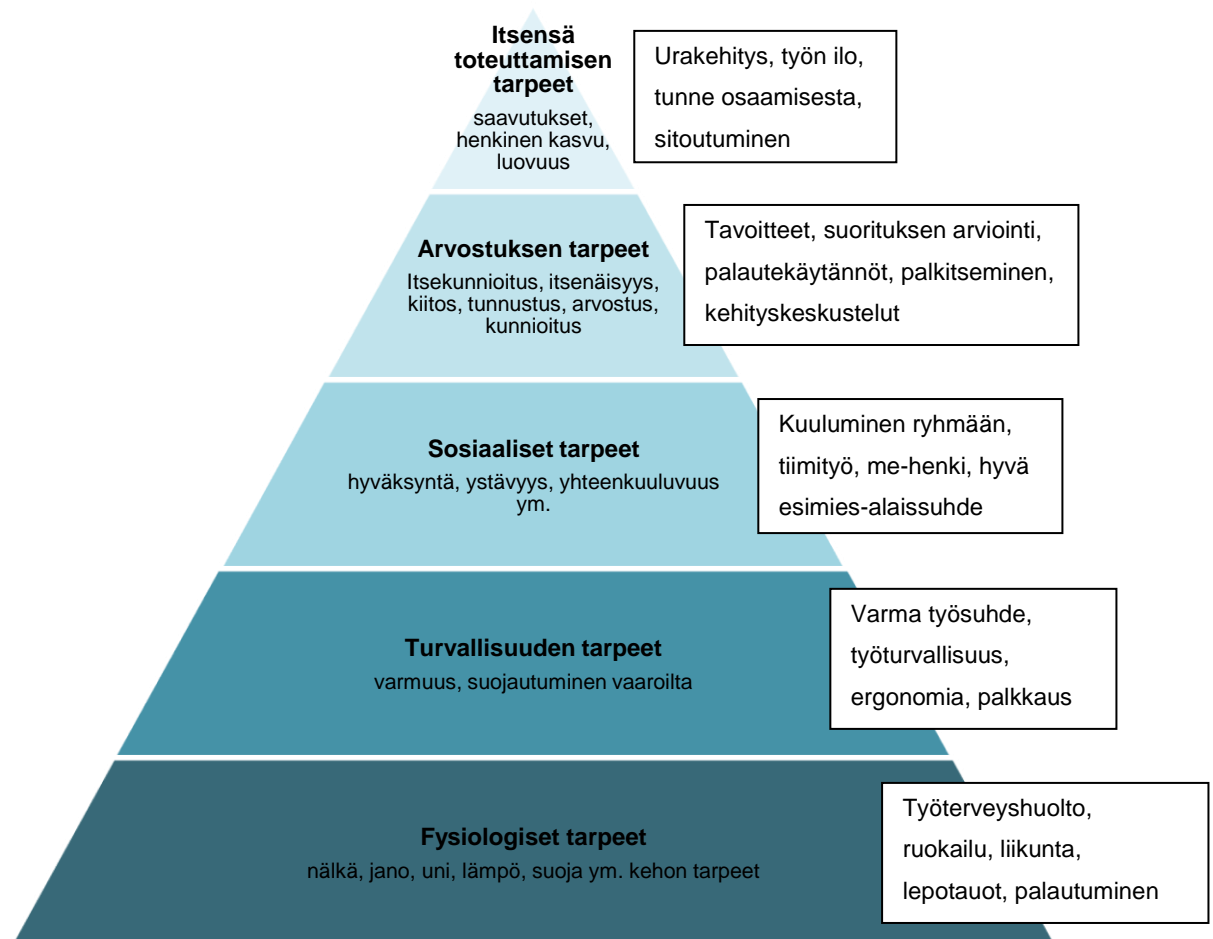 Itsensä
toteuttamisen
tarpeet
saavutukset,
henkinen kasvu,
luovuus
Urakehitys, työn ilo,
tunne osaamisesta,
sitoutuminen
Arvostuksen tarpeet
Itsekunnioitus, itsenäisyys,
kiitos, tunnustus, arvostus,
kunnioitus
Tavoitteet, suorituksen arviointi,
palautekäytännöt, palkitseminen,
kehityskeskustelut
Sosiaaliset tarpeet
hyväksyntä, ystävyys, yhteenkuuluvuus
ym.
Kuuluminen ryhmään,
tiimityö, me-henki, hyvä
esimies-alaissuhde
Turvallisuuden tarpeet
varmuus, suojautuminen vaaroilta
Varma työsuhde,
työturvallisuus,
ergonomia, palkkaus
Fysiologiset tarpeet
nälkä, jano, uni, lämpö, suoja ym. kehon tarpeet
Työterveyshuolto,
ruokailu, liikunta,
lepotauot, palautuminen